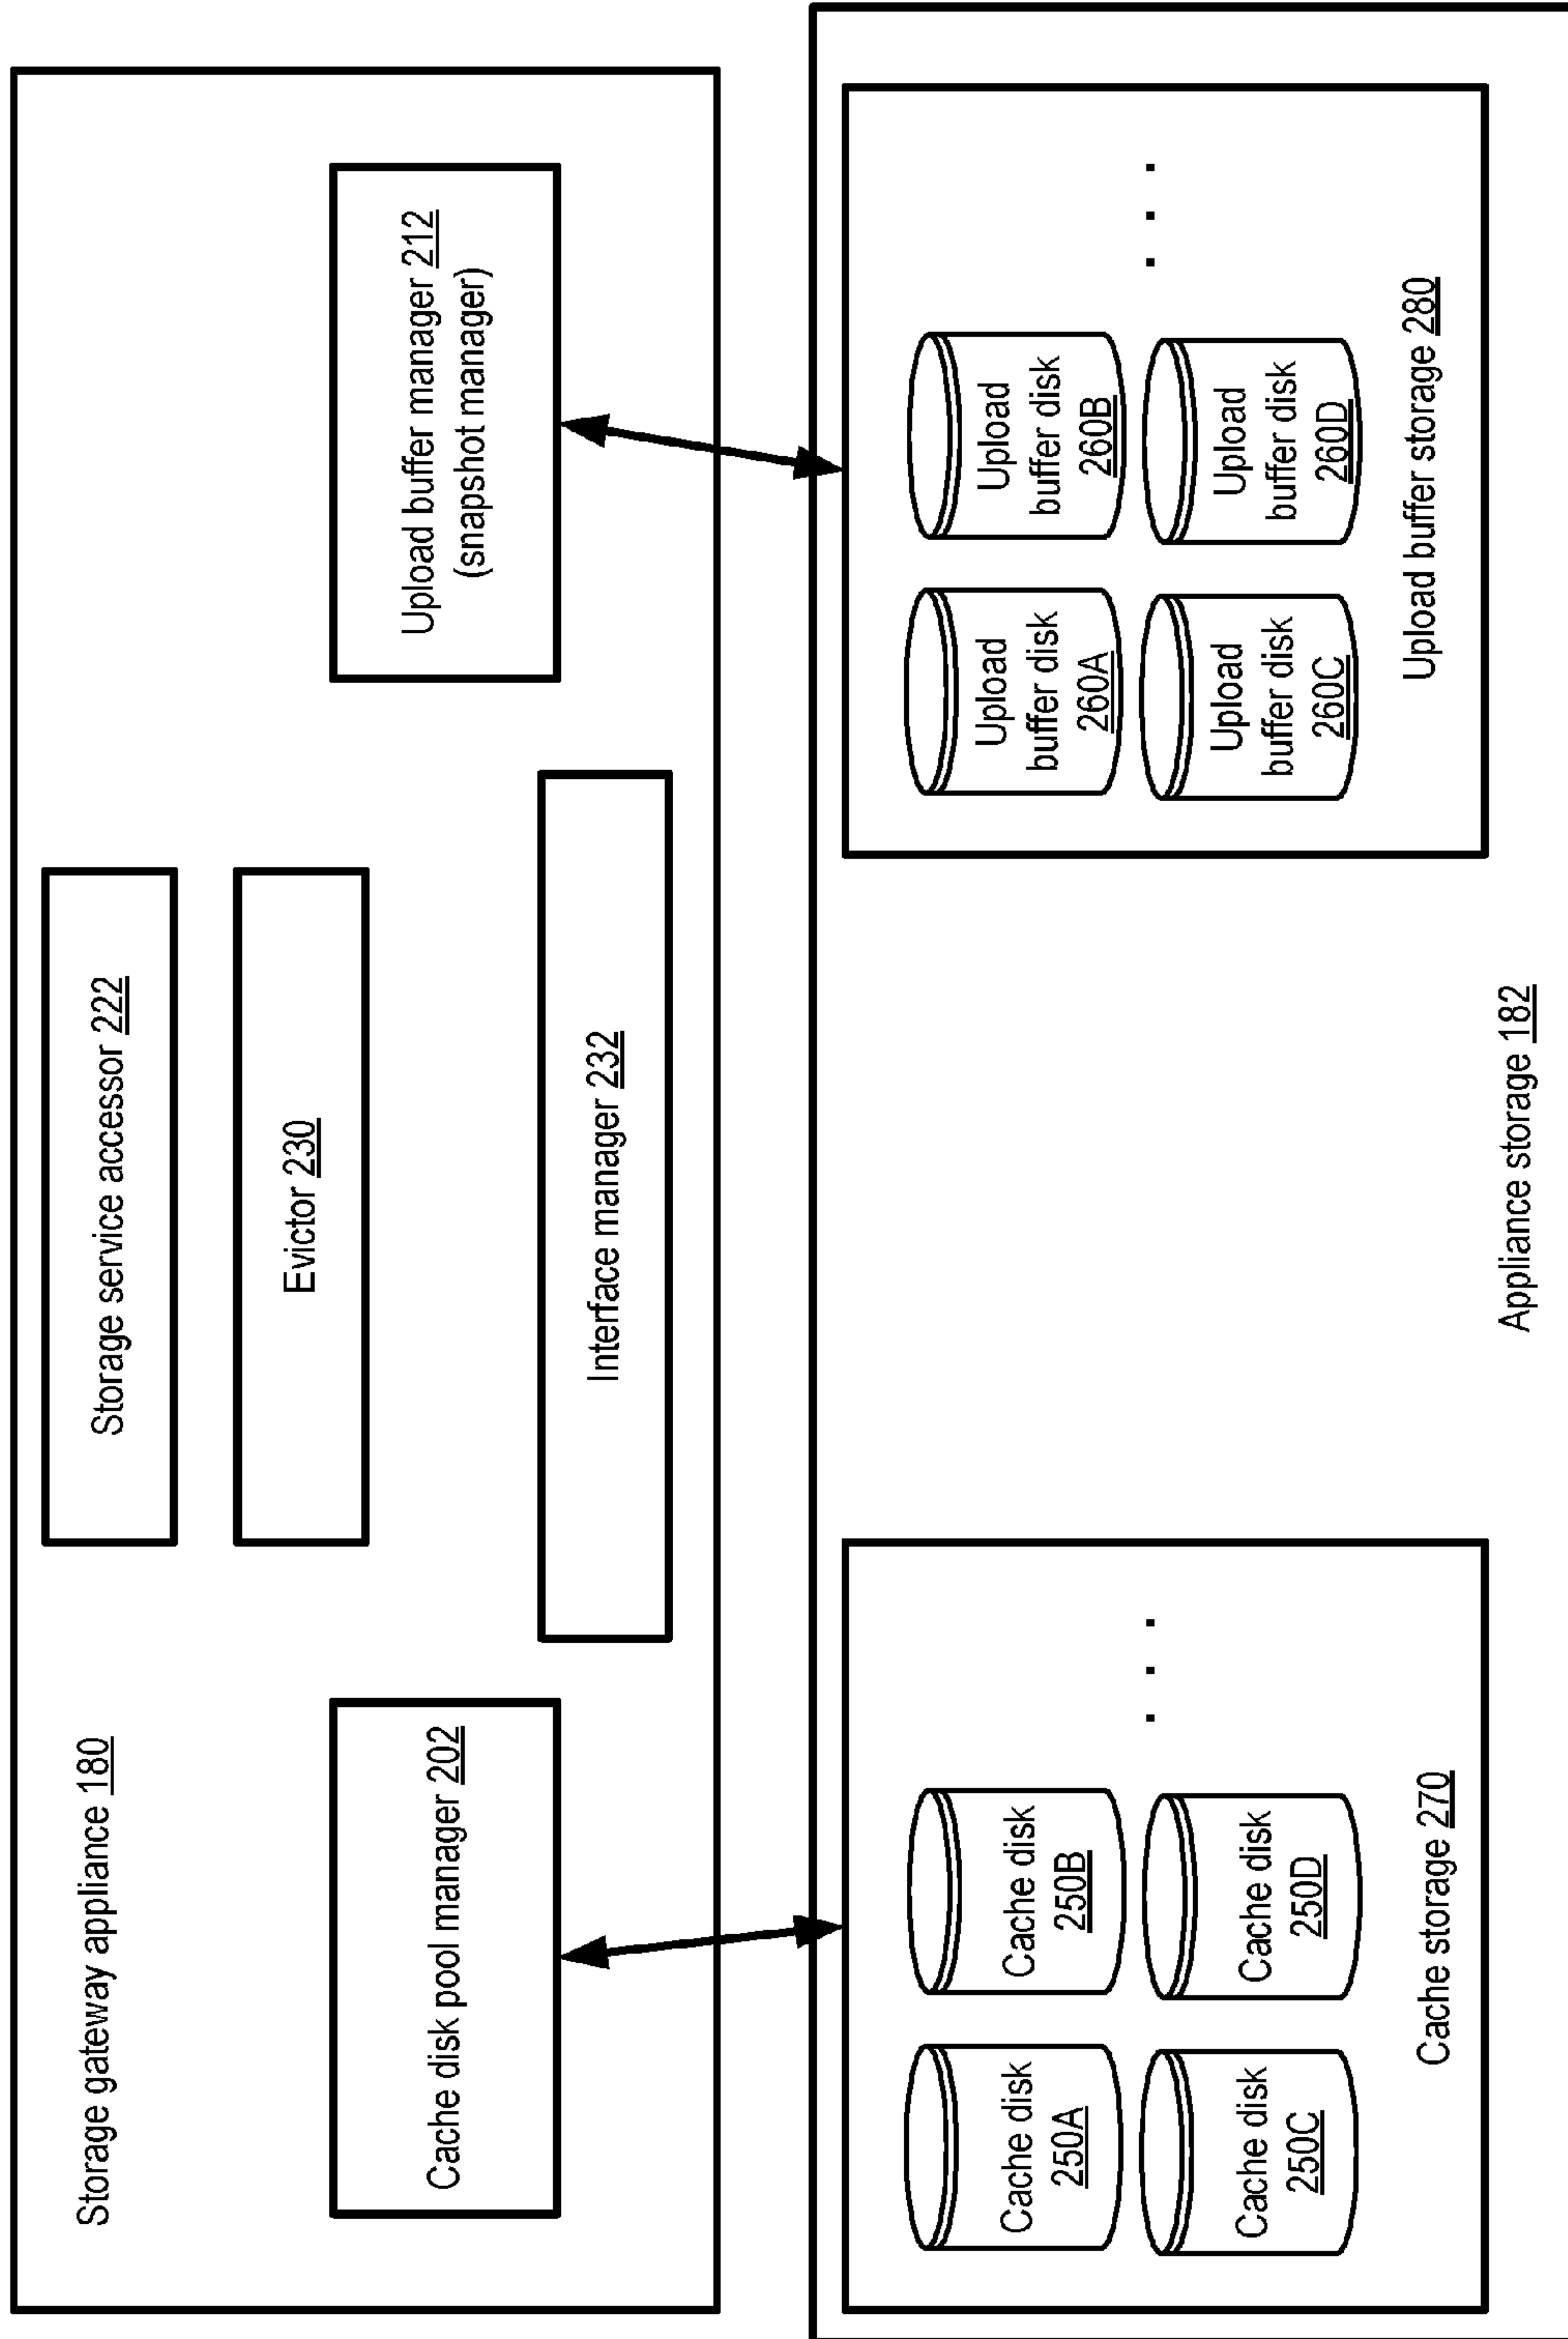 Storage gateway appliance 180
Storage service accessor 222
Evictor 230
Cache disk pool manager 202
Upload buffer manager 212
(snapshot manager)
Interface manager 232
Cache disk
250A
Cache disk
250B
Cache disk
250C
Cache disk
250D
. . .
Cache storage 270
Upload
buffer disk
260A
Upload
buffer disk
260B
Upload
buffer disk
260C
Upload
buffer disk
260D
. . .
Upload buffer storage 280
Appliance storage 182